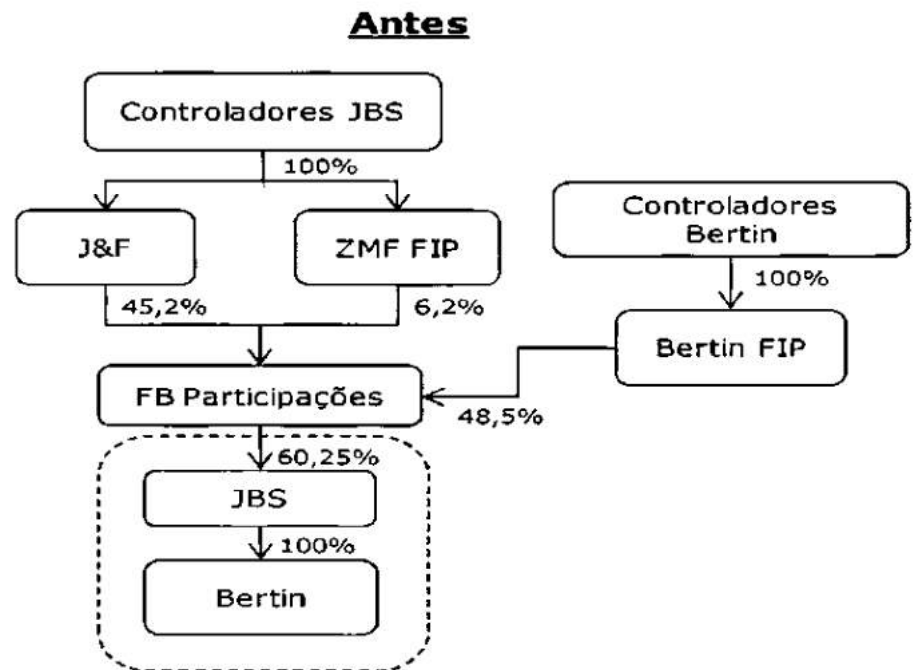 Antes
Controladores JBS
100%
J&F
ZMF FIP
Controladores
Bertin
45,2%
6,2%
100%
Bertin FIP
FB Participações
48,5%
60,25%
JBS
100%
Bertin